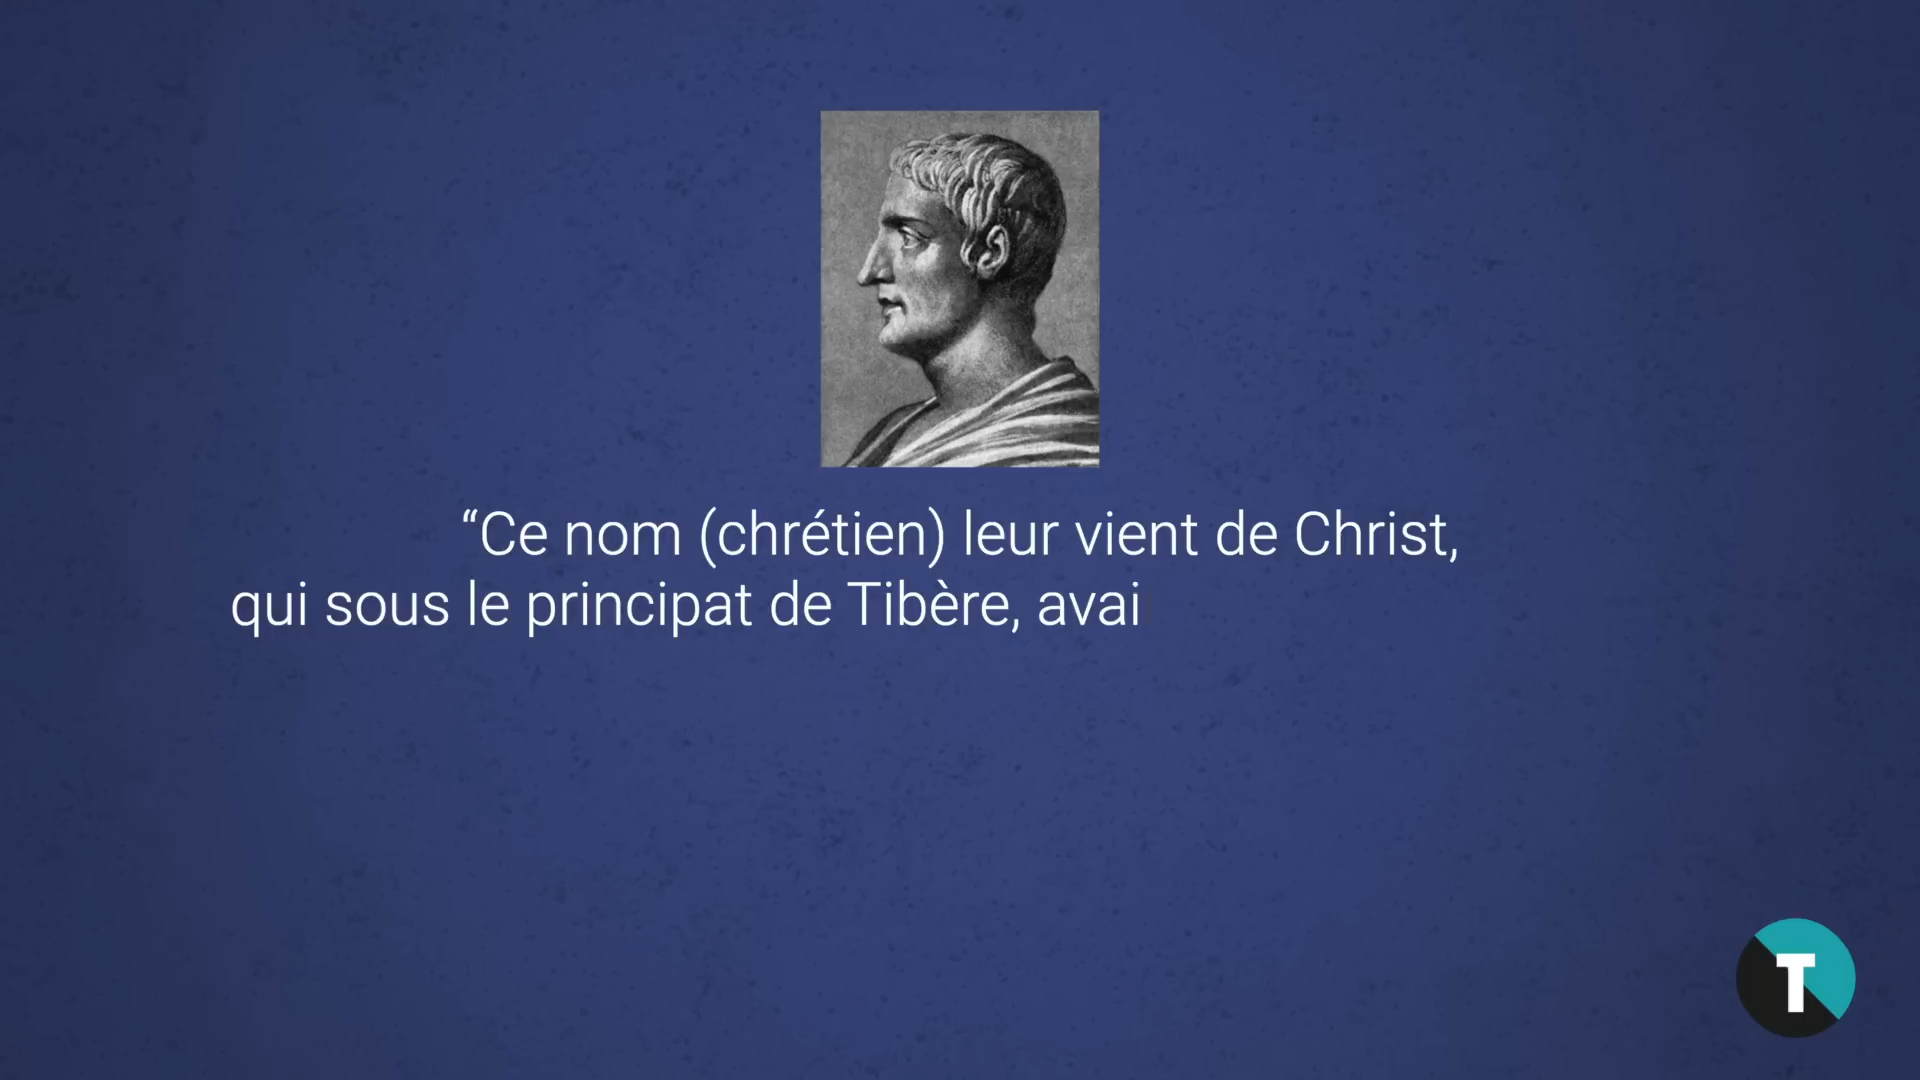 “Ce nom (chrétien) leur vient de Christ,
qui sous le principat de Tibère, avai
T